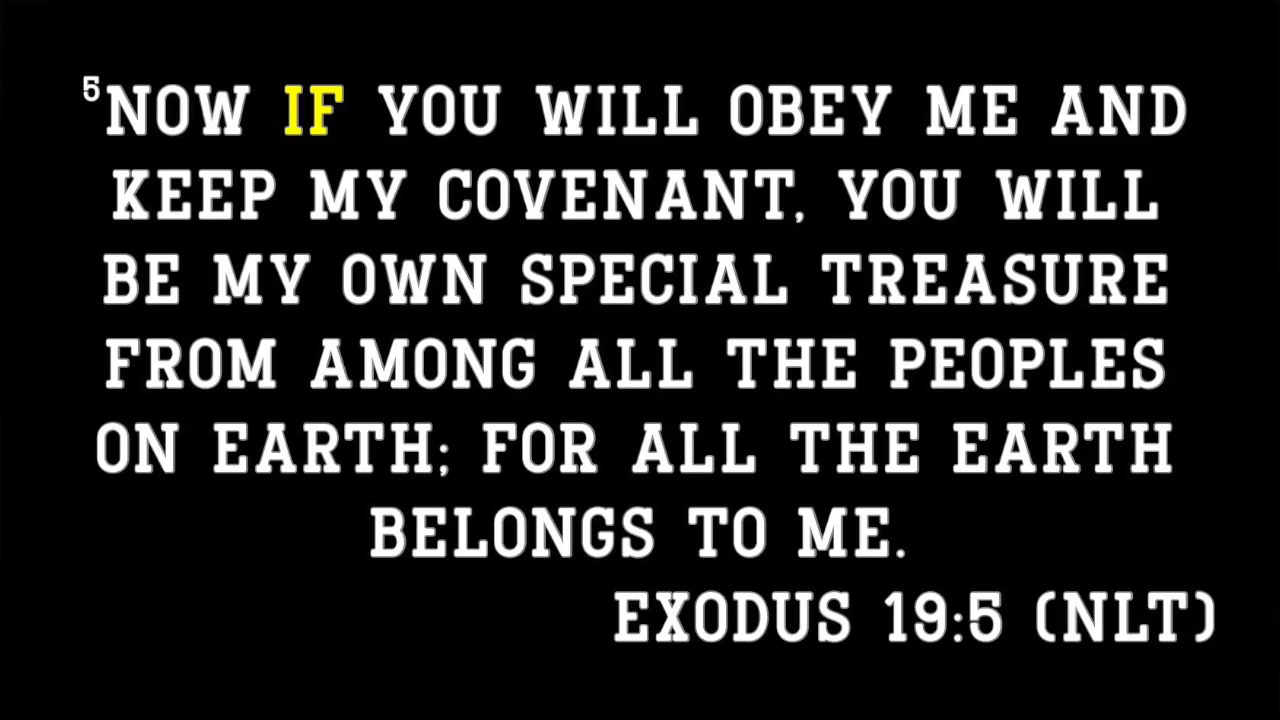 ⁵NOW IF YOU WILL OBEY ME AND
KEEP MY COVENANT, YOU WILL
BE MY OWN SPECIAL TREASURE
FROM AMONG ALL THE PEOPLES
ON EARTH; FOR ALL THE EARTH
BELONGS TO ME.
EXODUS 19:5 (NLT)